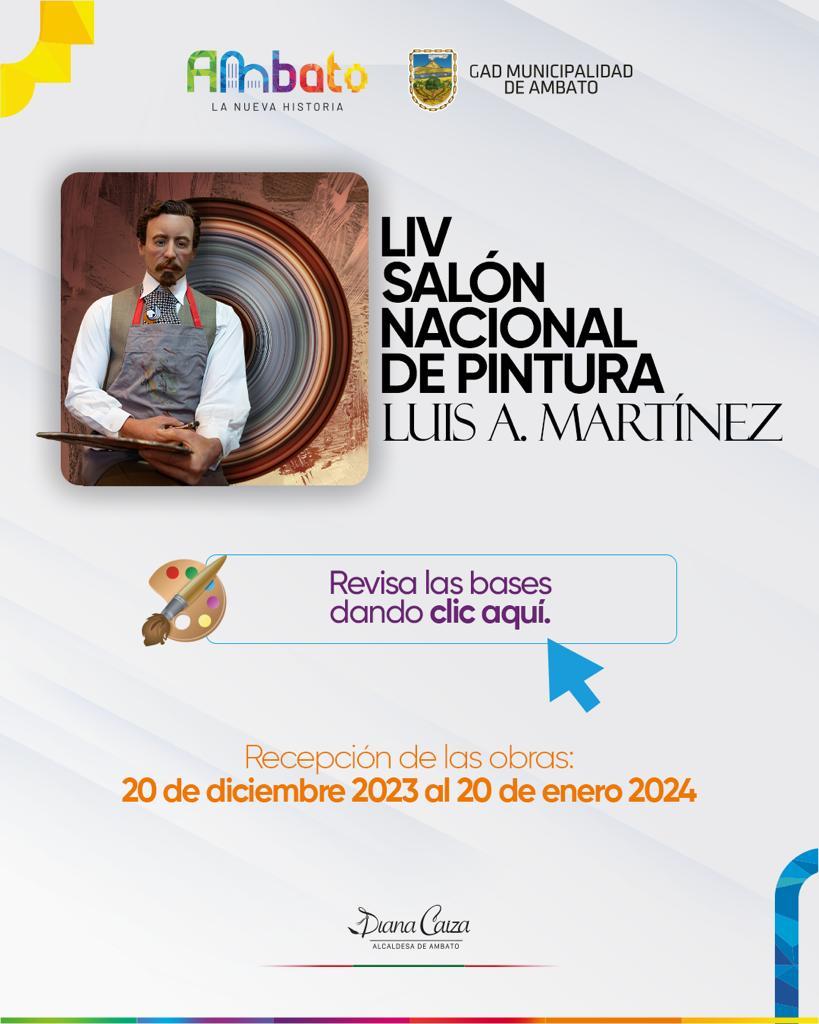 Ambato
LA NUEVA HISTORIA
GAD MUNICIPALIDAD
DE AMBATO
LIV
SALÓN
NACIONAL
DE PINTURA
LUIS A. MARTÍNEZ
Revisa las bases
dando clic aquí.
Recepción de las obras:
20 de diciembre 2023 al 20 de enero 2024
Diana Caiza
ALCALDESA DE AMBATO